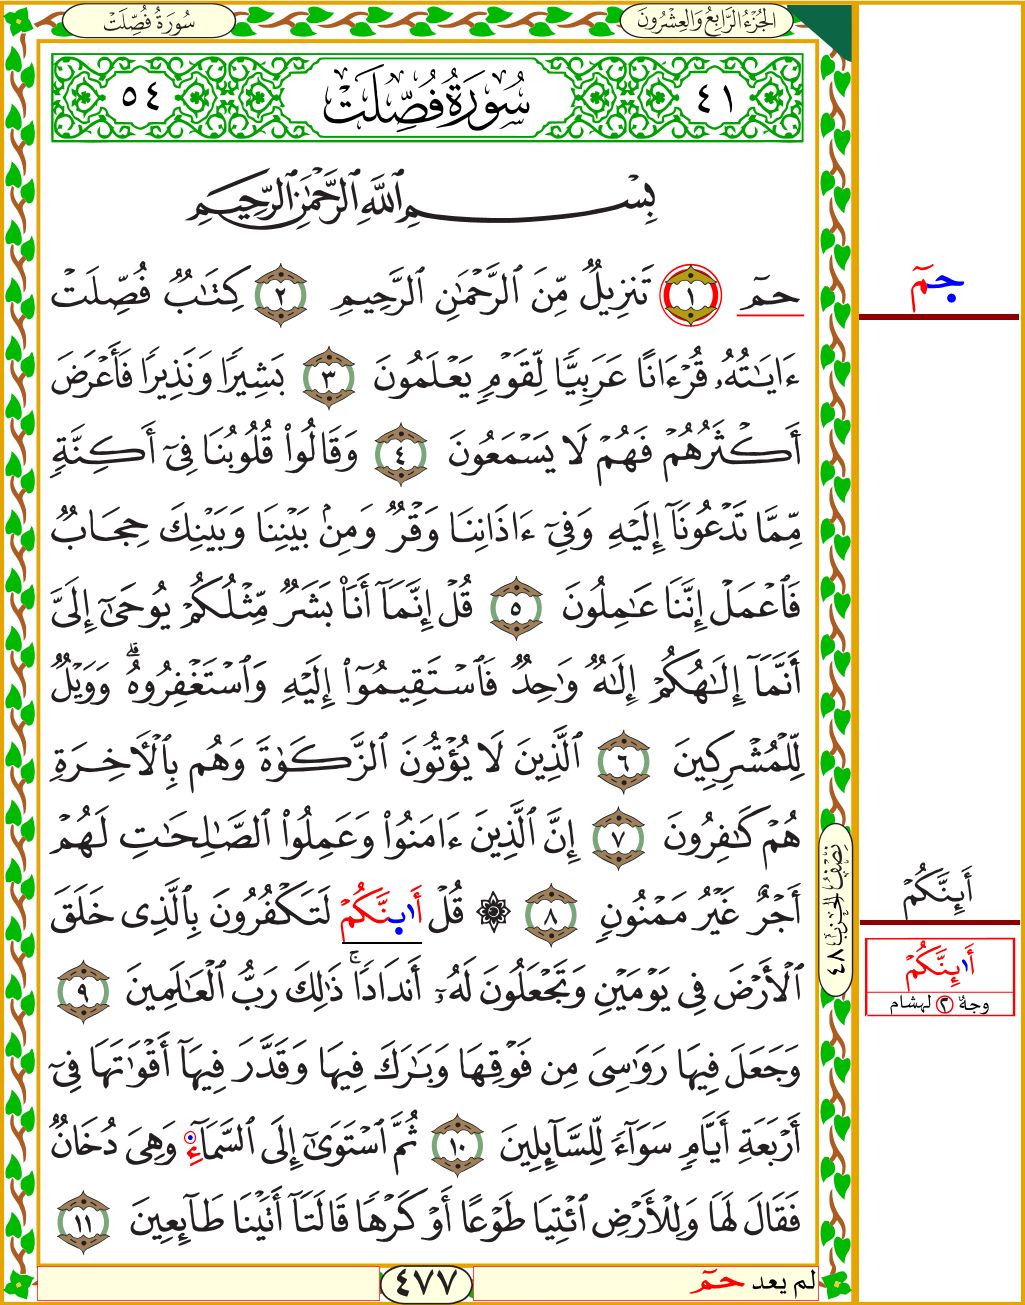 سُورَةُ فُصِّلَتْ
الجُزْءُ الرَّابِعُ وَالعِشْرُونَ
٥٤ سُورَةُ فُصِّلَتْ ٤١
بِسْمِ ٱللَّهِ ٱلرَّحْمَٰنِ ٱلرَّحِيمِ
حمٓ ١ تَنزِيلٌ مِّنَ ٱلرَّحْمَٰنِ ٱلرَّحِيمِ ٢ كِتَٰبٌ فُصِّلَتْ
ءَايَٰتُهُۥ قُرْءَانًا عَرَبِيًّا لِّقَوْمٍ يَعْلَمُونَ ٣ بَشِيرًا وَنَذِيرًا فَأَعْرَضَ
أَكْثَرُهُمْ فَهُمْ لَا يَسْمَعُونَ ٤ وَقَالُوا۟ قُلُوبُنَا فِىٓ أَكِنَّةٍ
مِّمَّا تَدْعُونَآ إِلَيْهِ وَفِىٓ ءَاذَانِنَا وَقْرٌ وَمِنۢ بَيْنِنَا وَبَيْنِكَ حِجَابٌ
فَٱعْمَلْ إِنَّنَا عَٰمِلُونَ ٥ قُلْ إِنَّمَآ أَنَا۠ بَشَرٌ مِّثْلُكُمْ يُوحَىٰٓ إِلَىَّ
أَنَّمَآ إِلَٰهُكُمْ إِلَٰهٌ وَٰحِدٌ فَٱسْتَقِيمُوٓا۟ إِلَيْهِ وَٱسْتَغْفِرُوهُ ۗ وَوَيْلٌ
لِّلْمُشْرِكِينَ ٦ ٱلَّذِينَ لَا يُؤْتُونَ ٱلزَّكَوٰةَ وَهُم بِٱلْأَخِرَةِ
هُمْ كَٰفِرُونَ ٧ إِنَّ ٱلَّذِينَ ءَامَنُوا۟ وَعَمِلُوا۟ ٱلصَّٰلِحَٰتِ لَهُمْ
أَجْرٌ غَيْرُ مَمْنُونٍ ٨ ۞ قُلْ أَا۪نَّكُمْ لَتَكْفُرُونَ بِٱلَّذِى خَلَقَ
ٱلْأَرْضَ فِى يَوْمَيْنِ وَتَجْعَلُونَ لَهُۥٓ أَندَادًا ۚ ذَٰلِكَ رَبُّ ٱلْعَٰلَمِينَ ٩
وَجَعَلَ فِيهَا رَوَٰسِىَ مِن فَوْقِهَا وَبَٰرَكَ فِيهَا وَقَدَّرَ فِيهَآ أَقْوَٰتَهَا فِىٓ
أَرْبَعَةِ أَيَّامٍ سَوَآءً لِّلسَّآئِلِينَ ١٠ ثُمَّ ٱسْتَوَىٰٓ إِلَى ٱلسَّمَآءِ وَهِىَ دُخَانٌ
فَقَالَ لَهَا وَلِلْأَرْضِ ٱئْتِيَا طَوْعًا أَوْ كَرْهًا قَالَتَآ أَتَيْنَا طَآئِعِينَ ١١
حمٓ
نِصْفُ الحِزْبِ ٤٨
أَئِنَّكُمْ
أَا۬ئِنَّكُمْ
وجهٌ ٢ لهشام
لم يعد حمٓ
٤٧٧